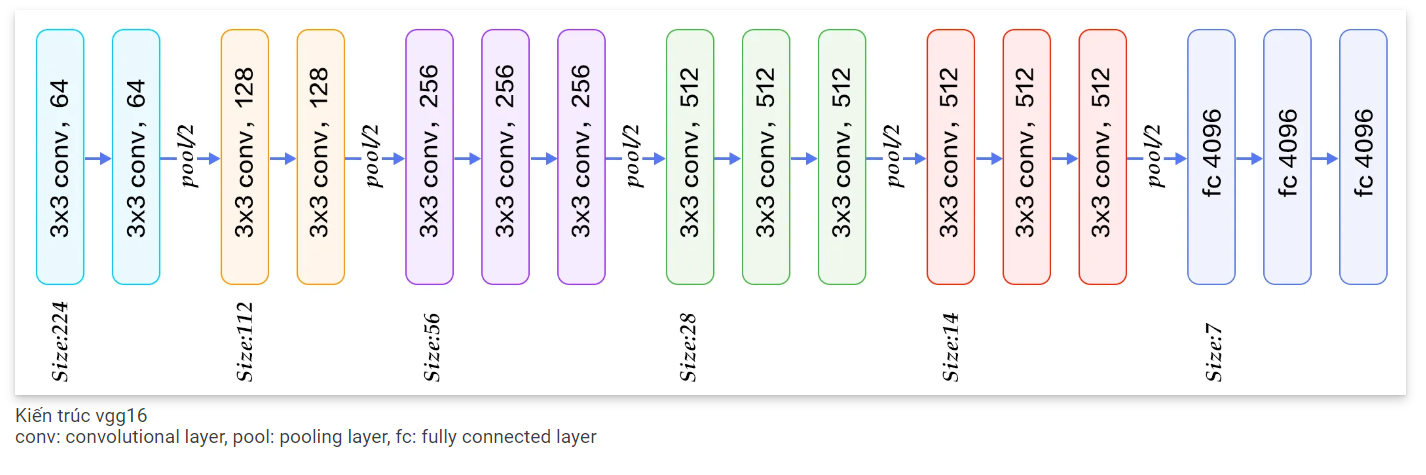 3x3 conv, 64
3x3 conv, 64
pool/2
3x3 conv, 128
3x3 conv, 128
pool/2
3x3 conv, 256
3x3 conv, 256
3x3 conv, 256
pool/2
3x3 conv, 512
3x3 conv, 512
3x3 conv, 512
pool/2
3x3 conv, 512
3x3 conv, 512
3x3 conv, 512
pool/2
fc 4096
fc 4096
fc 4096
Size:224
Size:112
Size:56
Size:28
Size:14
Size:7
Kiến trúc vgg16
conv: convolutional layer, pool: pooling layer, fc: fully connected layer